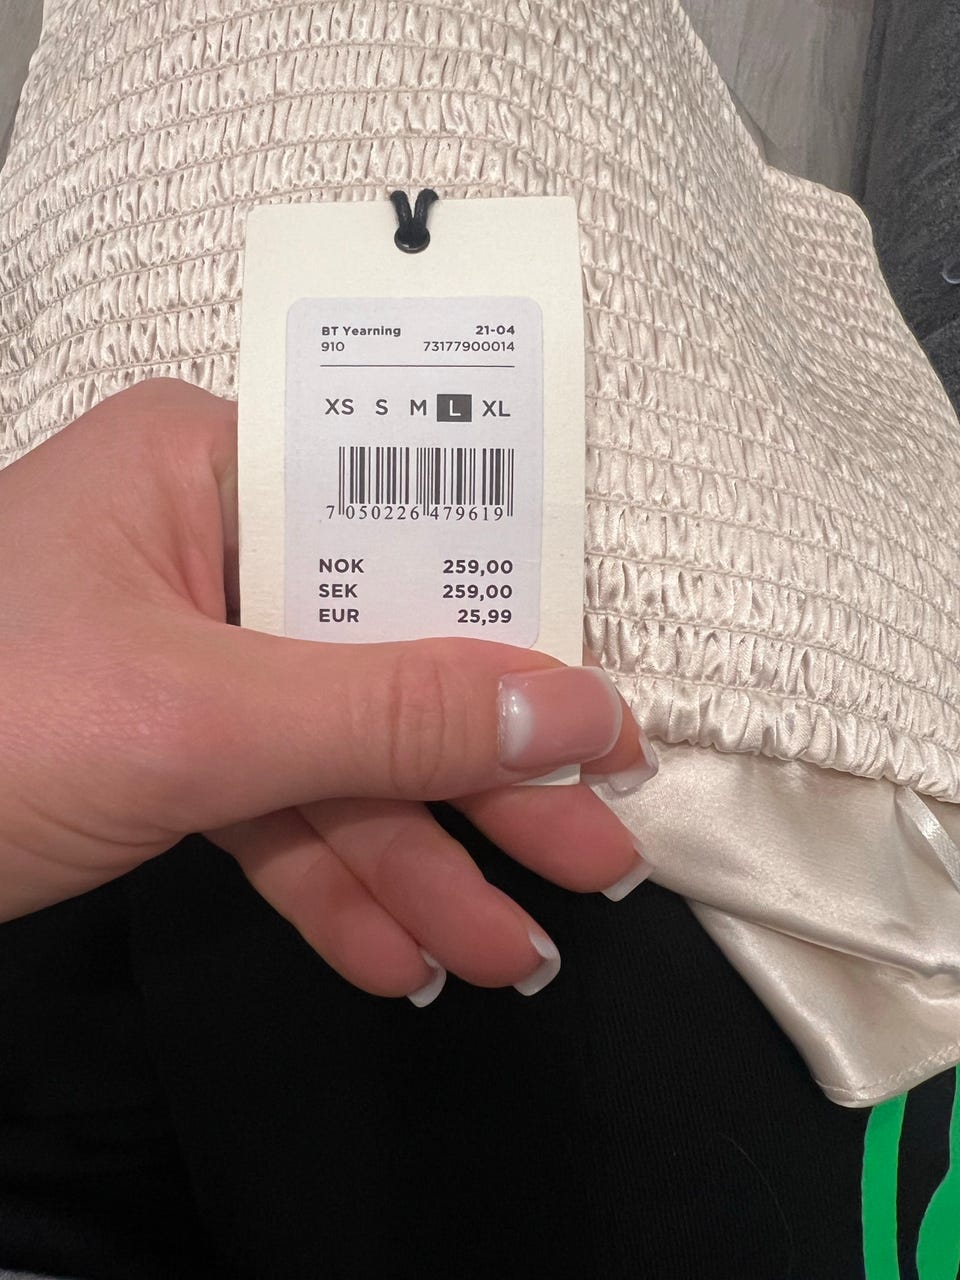 BT Yearning 21-04
910 73177900014
XS S M L XL
7 050226 479619
NOK 259,00
SEK 259,00
EUR 25,99